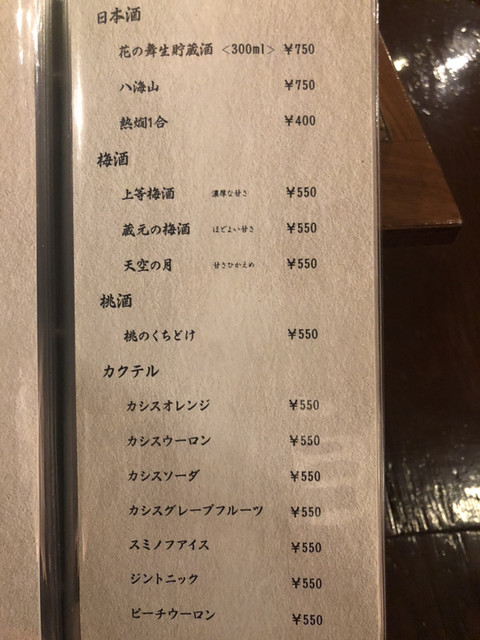 日本酒
花の舞生貯蔵酒 <300ml> ¥750
八海山 ¥750
熱燗1合 ¥400
梅酒
上等梅酒 濃厚な甘さ ¥550
蔵元の梅酒 ほどよい甘さ ¥550
天空の月 甘さひかえめ ¥550
桃酒
桃のくちどけ ¥550
カクテル
カシスオレンジ ¥550
カシスウーロン ¥550
カシスソーダ ¥550
カシスグレープフルーツ ¥550
スミノフアイス ¥550
ジントニック ¥550
ピーチウーロン ¥550